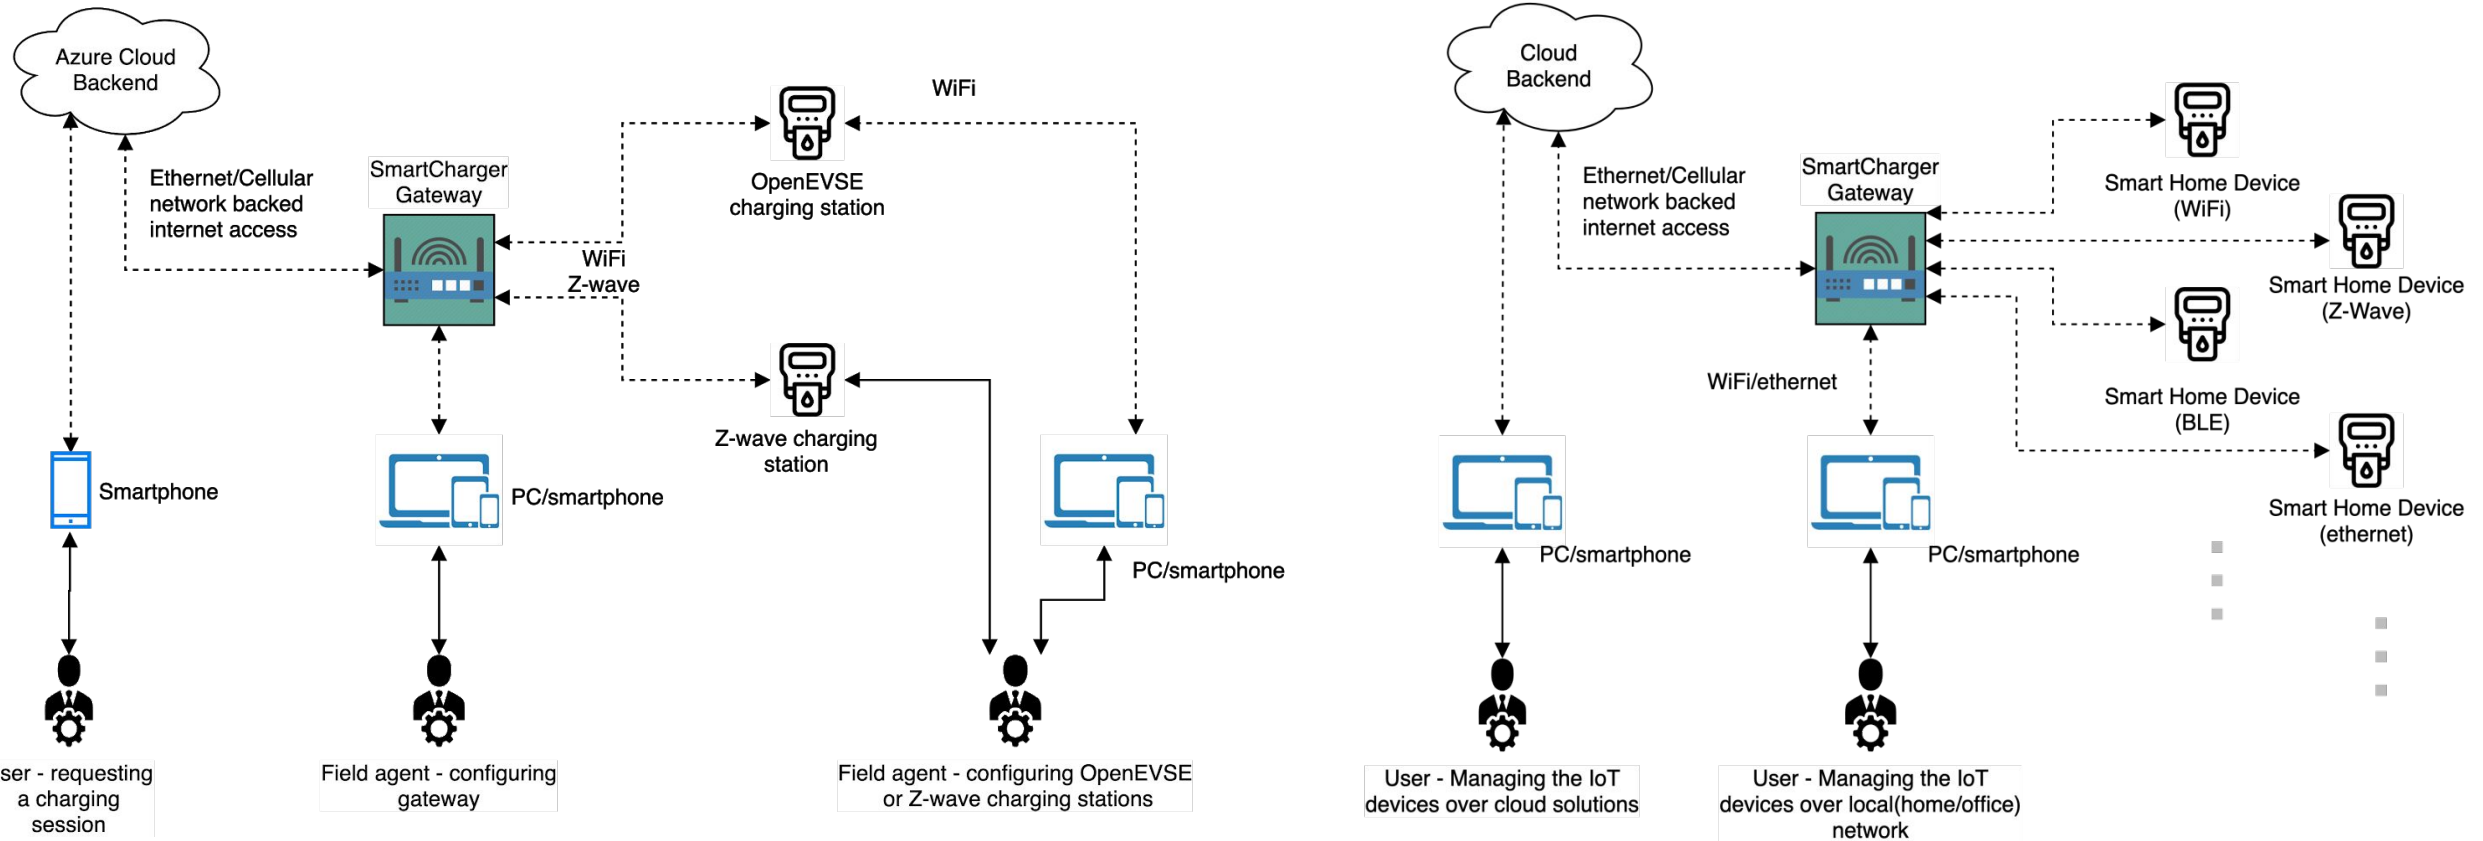 Azure Cloud
Backend
Ethernet/Cellular
network backed
internet access
SmartCharger
Gateway
WiFi
Z-wave
OpenEVSE
charging station
WiFi
Z-wave charging
station
Smartphone
PC/smartphone
PC/smartphone
ser - requesting
a charging
session
Field agent - configuring
gateway
Field agent - configuring OpenEVSE
or Z-wave charging stations
Cloud
Backend
Ethernet/Cellular
network backed
internet access
SmartCharger
Gateway
Smart Home Device
(WiFi)
Smart Home Device
(Z-Wave)
Smart Home Device
(BLE)
Smart Home Device
(ethernet)
WiFi/ethernet
PC/smartphone
PC/smartphone
User - Managing the IoT
devices over cloud solutions
User - Managing the IoT
devices over local(home/office)
network